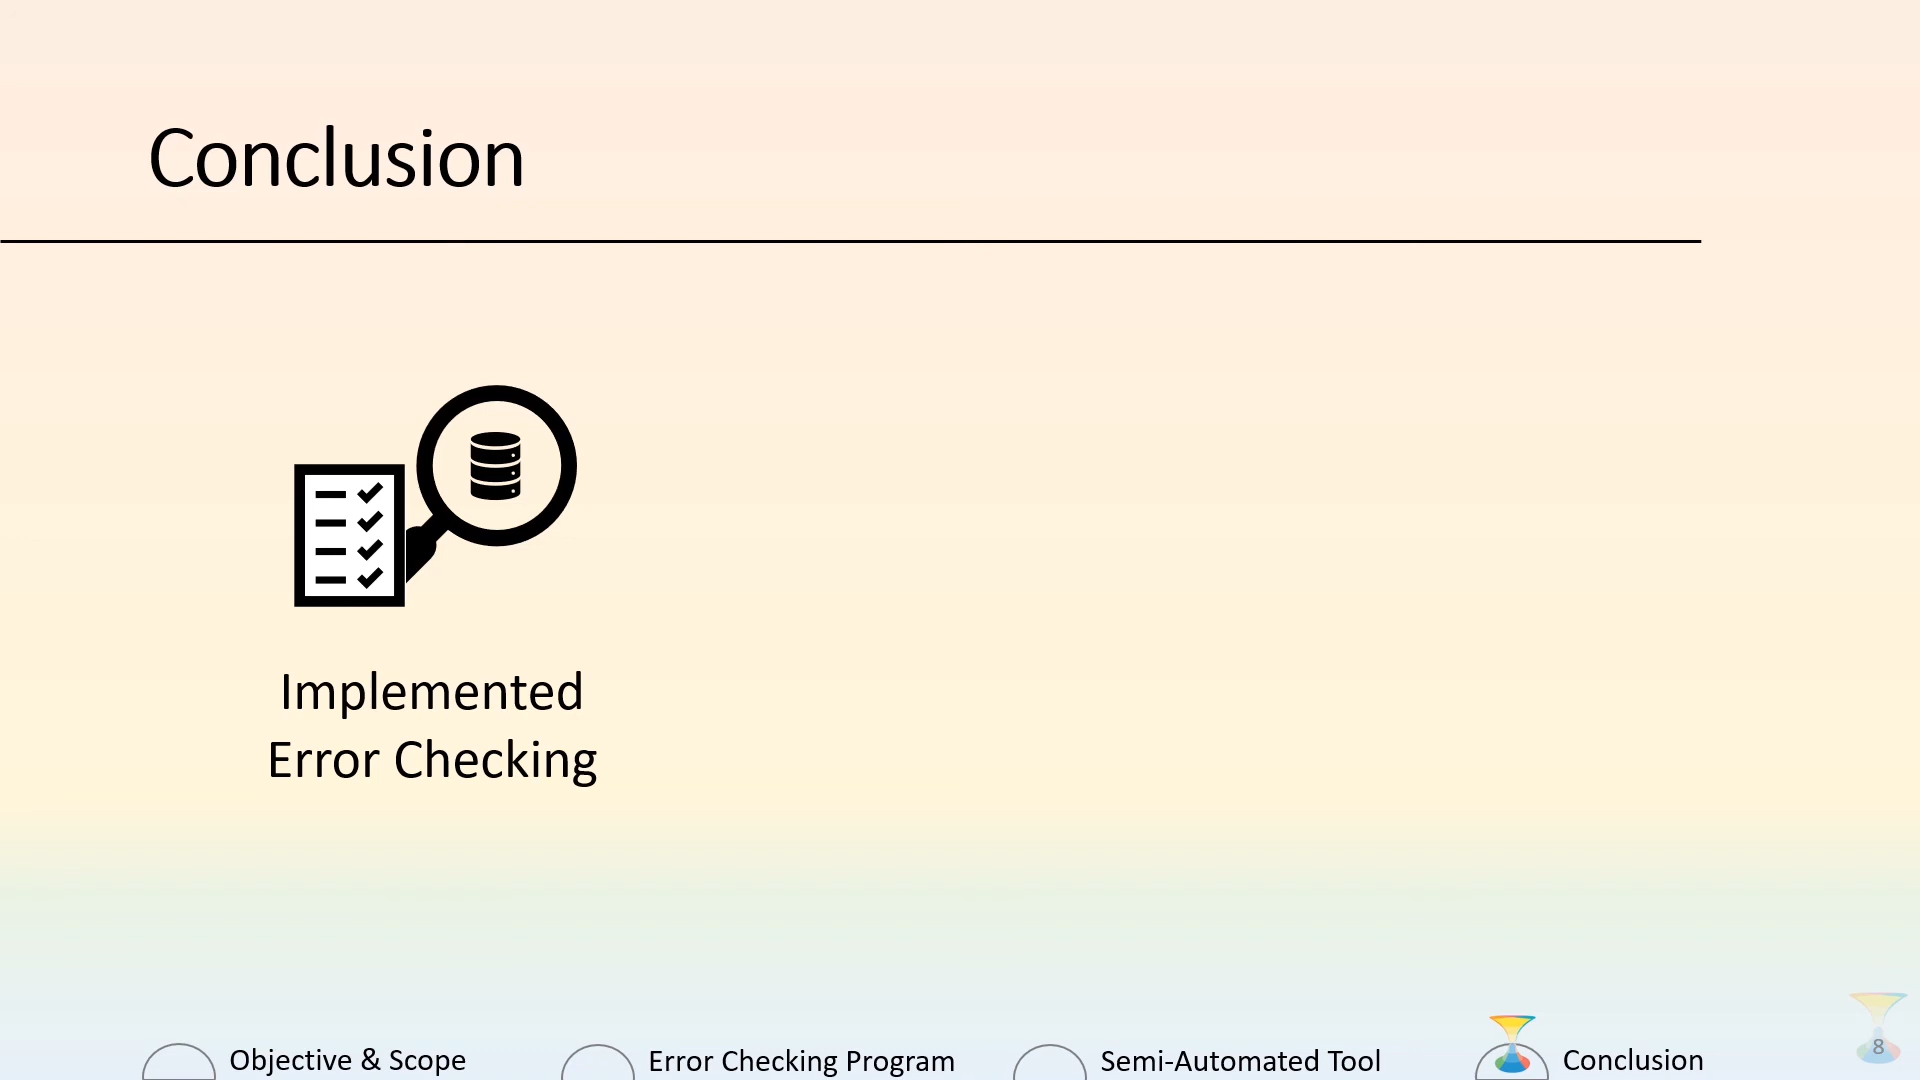 Conclusion
Implemented
Error Checking
Objective & Scope
Error Checking Program
Semi-Automated Tool
Conclusion
8